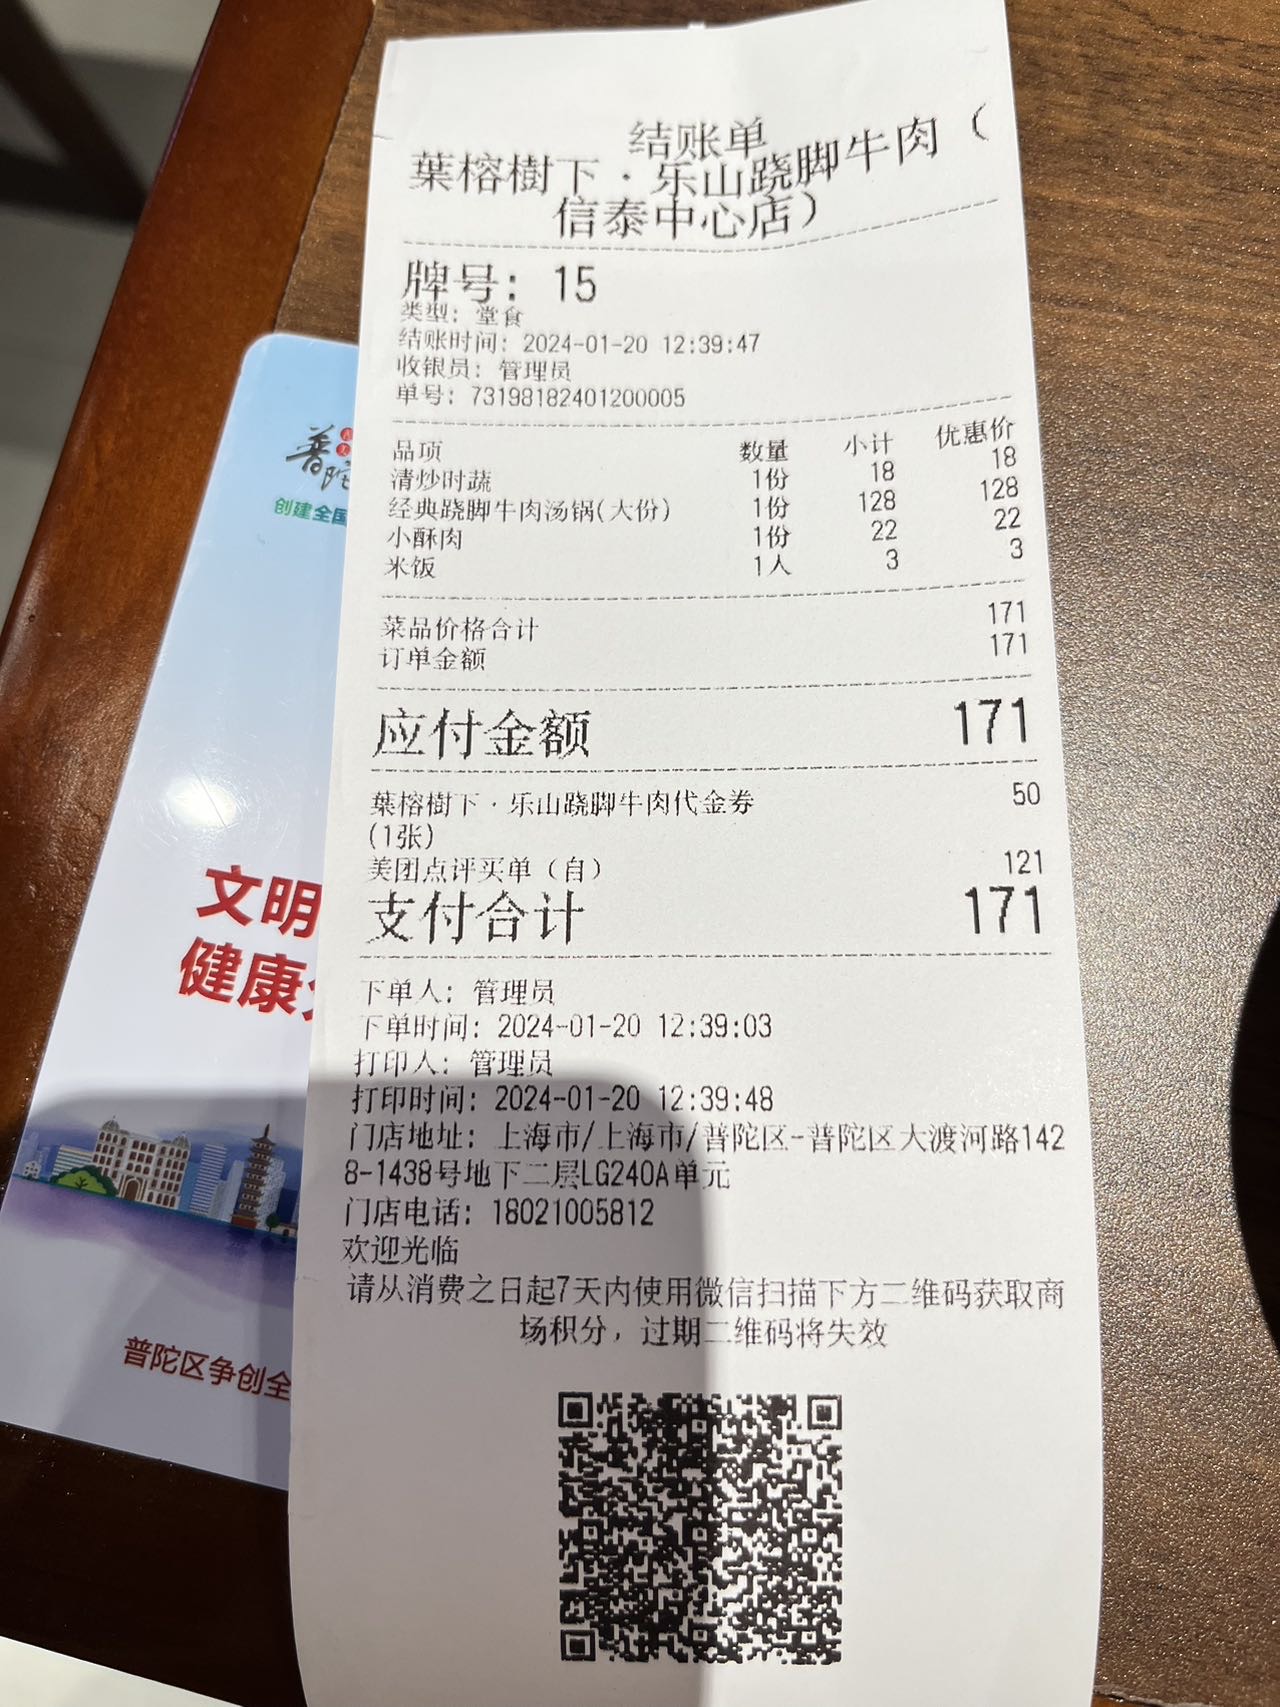 结账单
葉榕樹下·乐山跷脚牛肉（
信泰中心店）
牌号：15
类型：堂食
结账时间：2024-01-20 12:39:47
收银员：管理员
单号：731981824012000​05
品项 数量 小计 优惠价
清炒时蔬 1份 18 18
经典跷脚牛肉汤锅(大份) 1份 128 128
小酥肉 1份 22 22
米饭 1人 3 3
菜品价格合计 171
订单金额 171
应付金额 171
葉榕樹下·乐山跷脚牛肉代金券 50
(1张)
美团点评买单（自） 121
支付合计 171
下单人：管理员
下单时间：2024-01-20 12:39:03
打印人：管理员
打印时间：2024-01-20 12:39:48
门店地址：上海市/上海市/普陀区-普陀区大渡河路142
8-1438号地下二层LG240A单元
门店电话：18021005812
欢迎光临
请从消费之日起7天内使用微信扫描下方二维码获取商
场积分，过期二维码将失效
普陀
创建全国
文明
健康
普陀区争创全